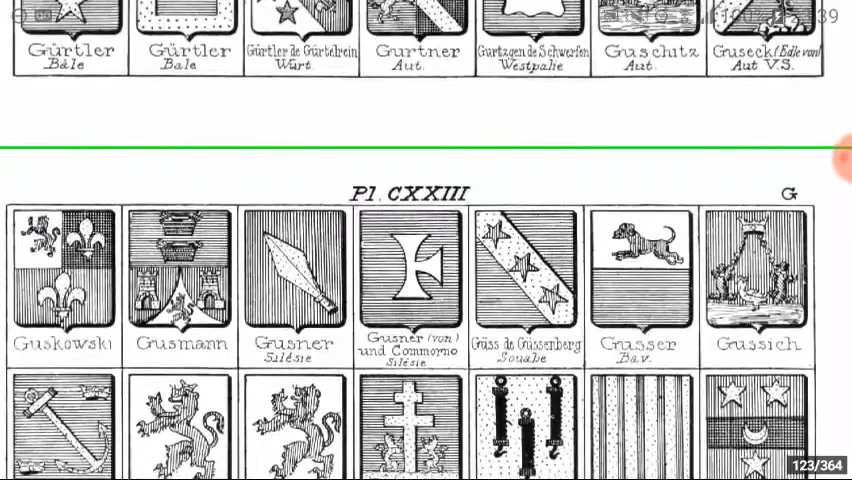 39
Gürtler
Bâle
Gürtler
Bale
Gürtler de Gürtelrein
Wurt.
Gurtner
Aut.
Gurtzgen de Schwerfen
Westpalie
Guschitz
Aut.
Guseck (Edle von)
Aut V.S.
Pl. CXXIII
G
Guskowski
Gusmann
Gusner
Silésie
Gusner (von)
und Commorno
Silésie
Güss de Güssenberg
Souabe
Gusser
Bav.
Gussich
123/364